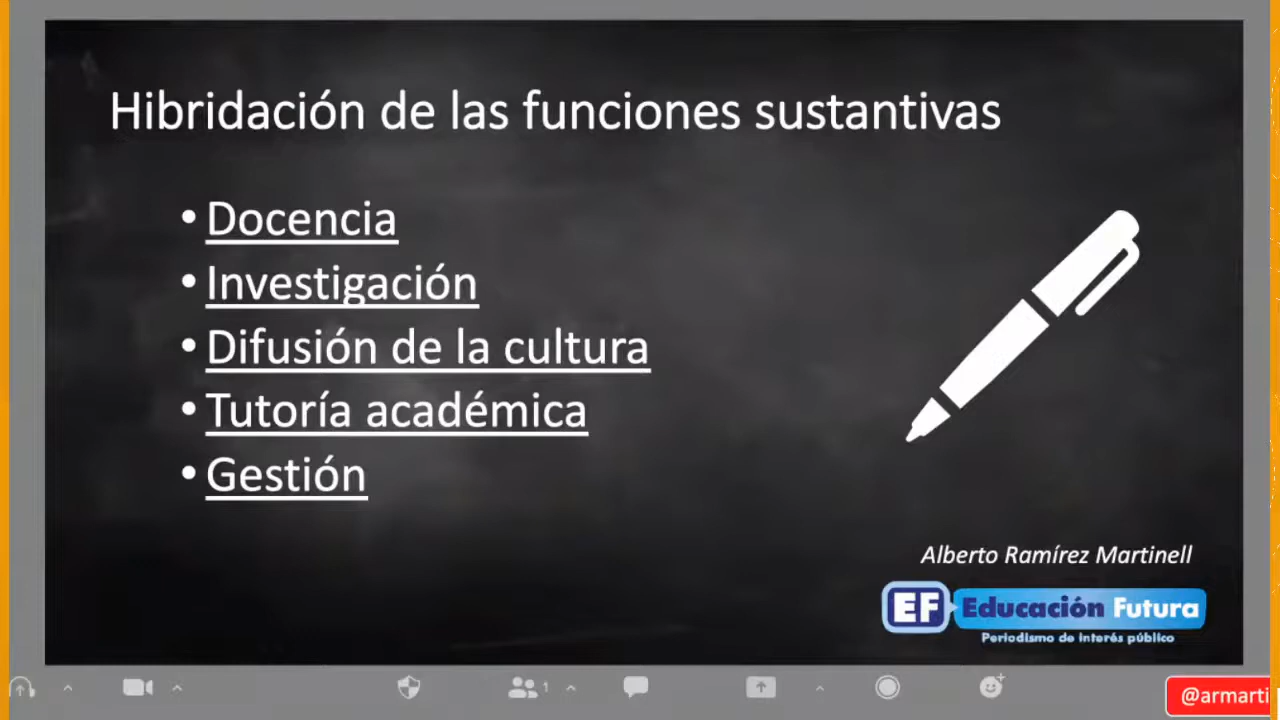 Hibridación de las funciones sustantivas
• Docencia
• Investigación
• Difusión de la cultura
• Tutoría académica
• Gestión
Alberto Ramírez Martinell
EF Educación Futura
Periodismo de interés público
1
@armarti